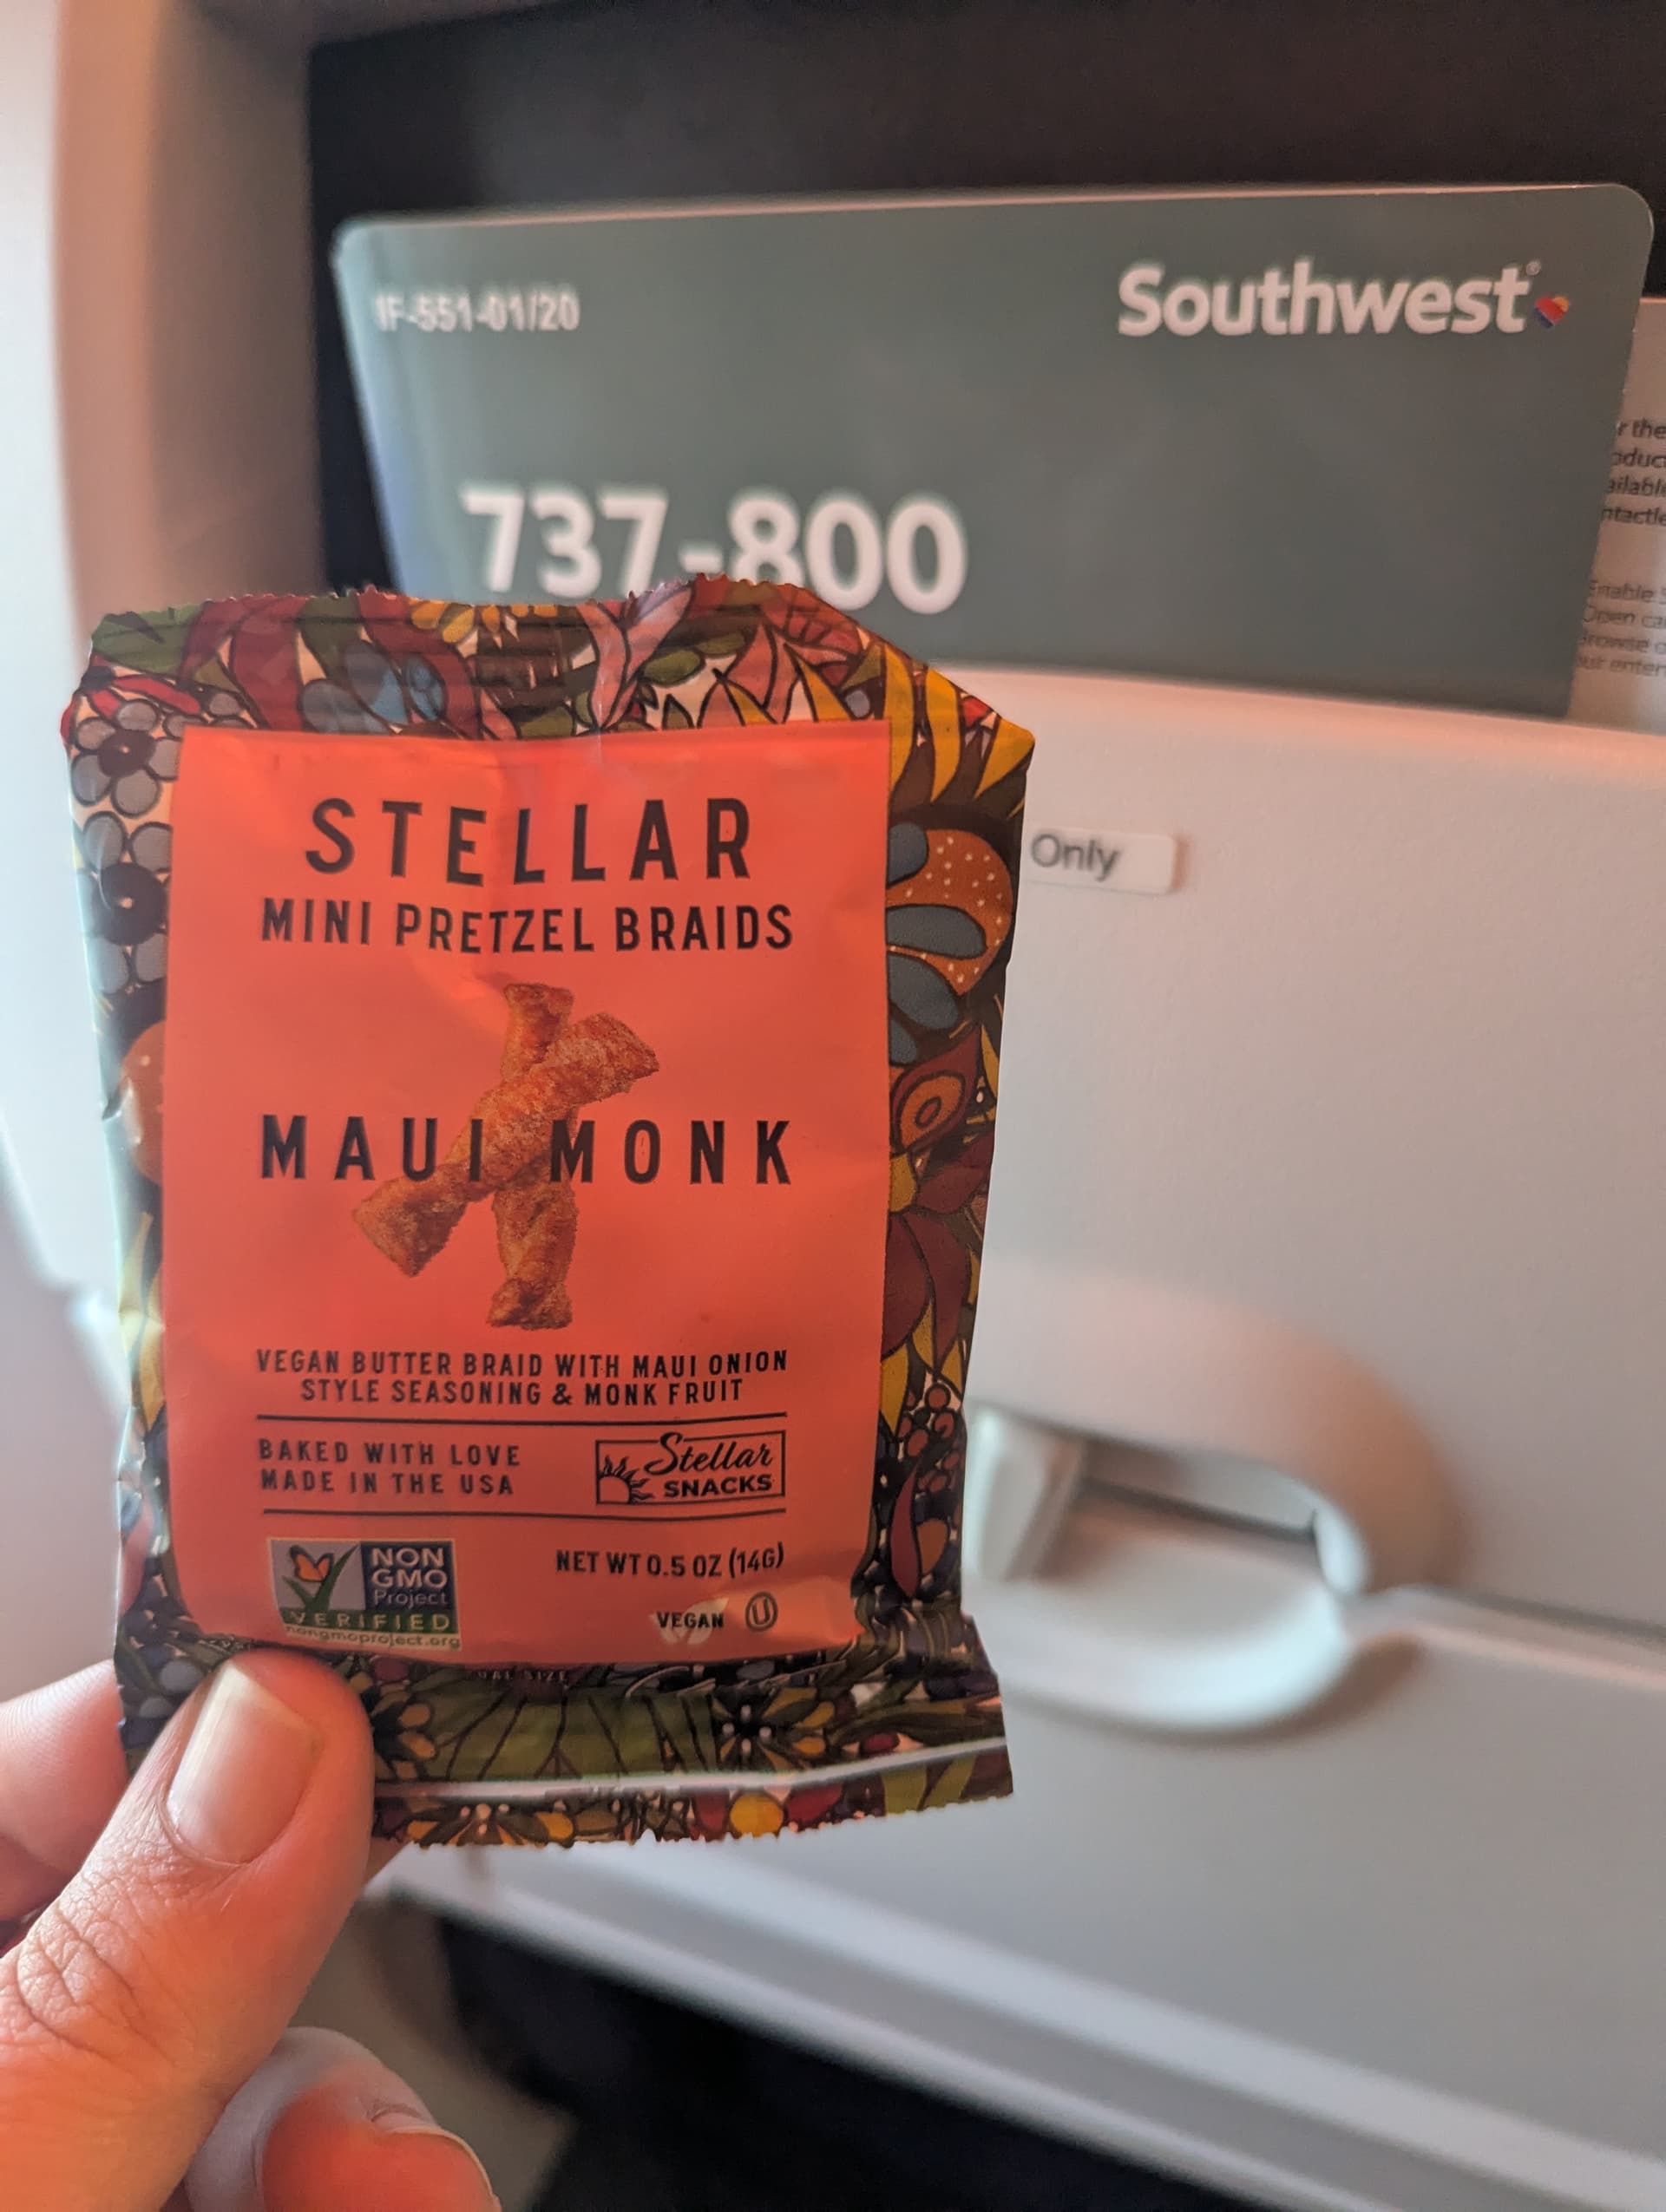 IF-551-01/20
Southwest
737-800
Only
STELLAR
MINI PRETZEL BRAIDS
MAUI MONK
VEGAN BUTTER BRAID WITH MAUI ONION
STYLE SEASONING & MONK FRUIT
BAKED WITH LOVE
MADE IN THE USA
Stellar
SNACKS
NON
GMO
Project
VERIFIED
nongmoproject.org
NET WT 0.5 OZ (14G)
VEGAN U